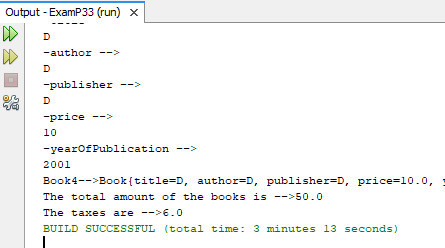 Output - ExamP33 (run)
D
-author -->
D
-publisher -->
D
-price -->
10
-yearOfPublication -->
2001
Book4-->Book{title=D, author=D, publisher=D, price=10.0,
The total amount of the books is -->50.0
The taxes are -->6.0
BUILD SUCCESSFUL (total time: 3 minutes 13 seconds)